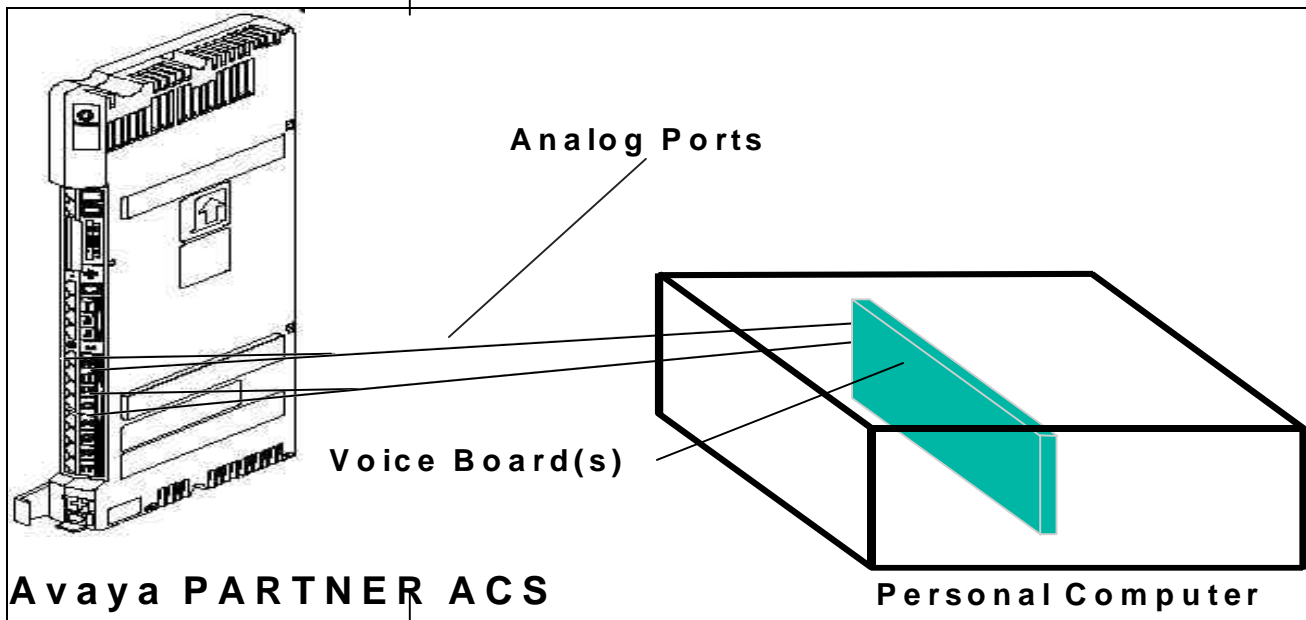 Analog Ports
Voice Board(s)
Avaya PARTNER ACS
Personal Computer